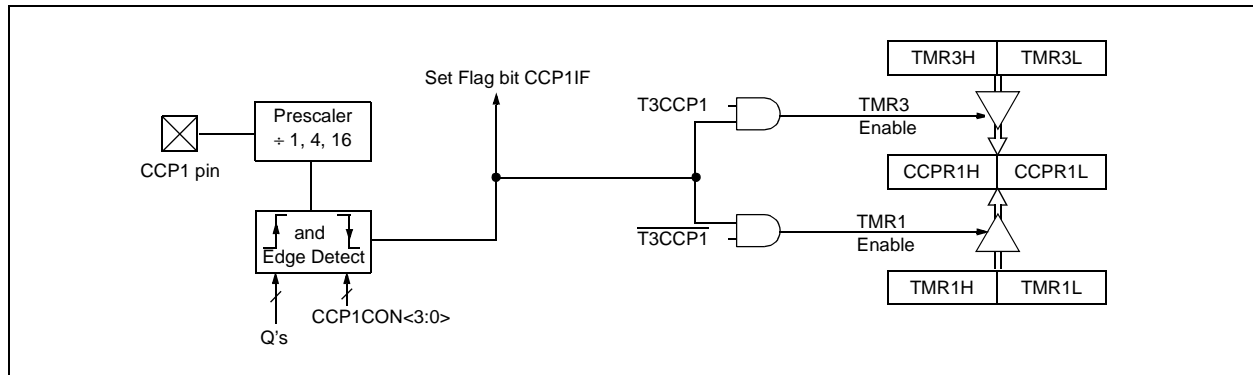 TMR3H TMR3L
Set Flag bit CCP1IF
Prescaler
÷ 1, 4, 16
T3CCP1
TMR3
Enable
CCP1 pin
CCPR1H CCPR1L
and
Edge Detect
T3CCP1
TMR1
Enable
TMR1H TMR1L
CCP1CON<3:0>
Q's